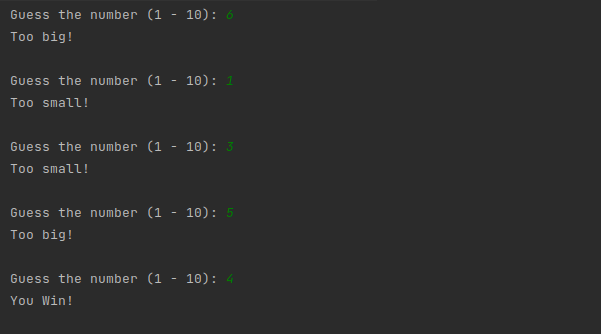 Guess the number (1 - 10): 6
Too big!
Guess the number (1 - 10): 1
Too small!
Guess the number (1 - 10): 3
Too small!
Guess the number (1 - 10): 5
Too big!
Guess the number (1 - 10): 4
You Win!